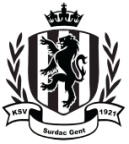 KSV 1921
Surdac Gent